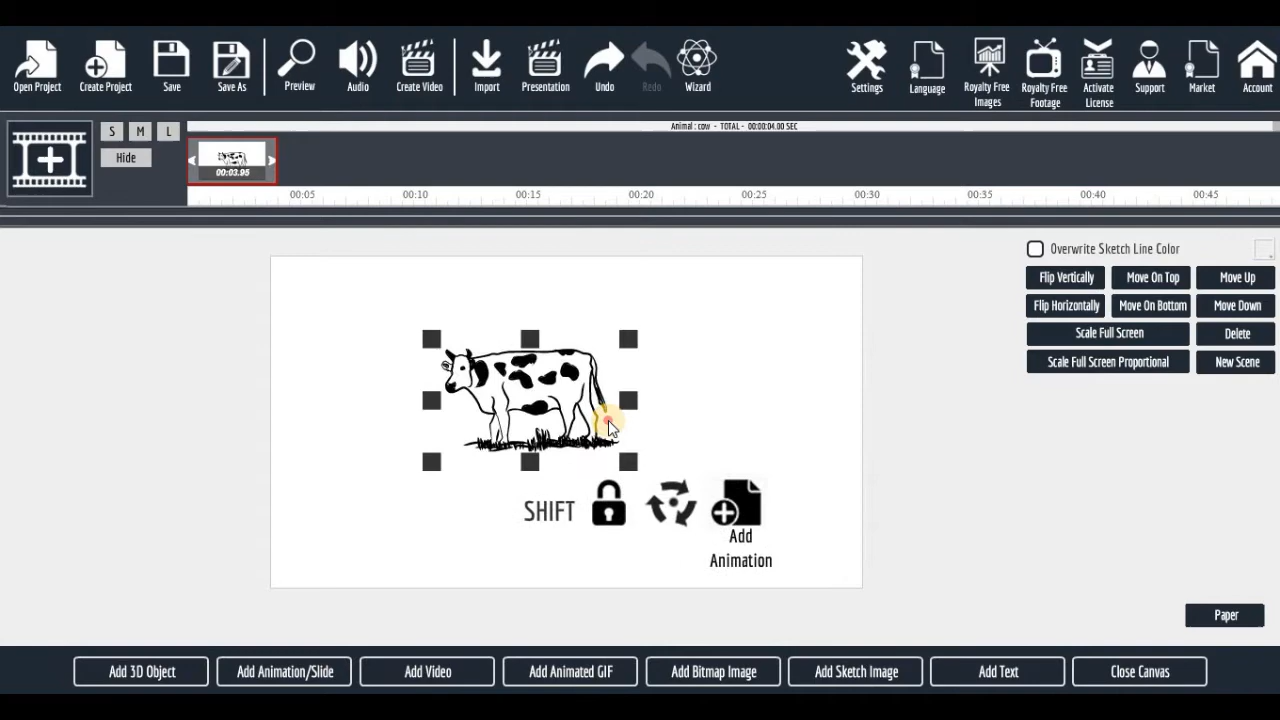 Open Project
Create Project
Save
Save As
Preview
Audio
Create Video
Import
Presentation
Undo
Redo
Wizard
Settings
Language
Royalty Free
Images
Royalty Free
Footage
Activate
License
Support
Market
Account
S M L
Hide
Animal : cow - TOTAL - 00:00:04.00 SEC
00:03.95
00:05 00:10 00:15 00:20 00:25 00:30 00:35 00:40 00:45
Overwrite Sketch Line Color
Flip Vertically Move On Top Move Up
Flip Horizontally Move On Bottom Move Down
Scale Full Screen Delete
Scale Full Screen Proportional New Scene
SHIFT
Add
Animation
Paper
Add 3D Object Add Animation/Slide Add Video Add Animated GIF Add Bitmap Image Add Sketch Image Add Text Close Canvas